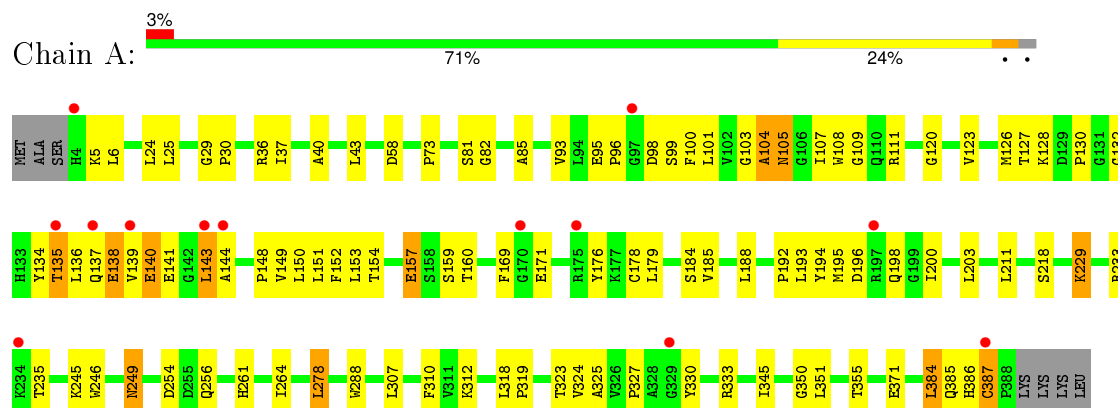 3%
Chain A:
71% 24% • •
MET ALA SER H4 K5 L6 L24 L25 G29 P30 R36 I37 A40 L43 D58 P73 S81 G82 A85 V93 L94 E95 P96 G97 D98 S99 F100 L101 V102 G103 A104 N105 G106 I107 W108 G109 Q110 R111 G120 V123 M126 T127 K128 D129 P130 G131 G132
H133 Y134 T135 L136 Q137 E138 V139 E140 E141 G142 L143 A144 P148 V149 L150 L151 F152 L153 T154 E157 S158 S159 T160 F169 G170 E171 R175 Y176 K177 C178 L179 S184 V185 L188 P192 L193 Y194 M195 D196 R197 Q198 G199 I200 L203 L211 S218 K229
K234 T235 K245 W246 N249 D254 D255 Q256 H261 I264 L278 W288 L307 F310 V311 K312 L318 P319 T323 V324 A325 V326 P327 A328 G329 Y330 R333 I345 G350 L351 T355 E371 L384 Q385 H386 C387 P388 LYS LYS LYS LEU